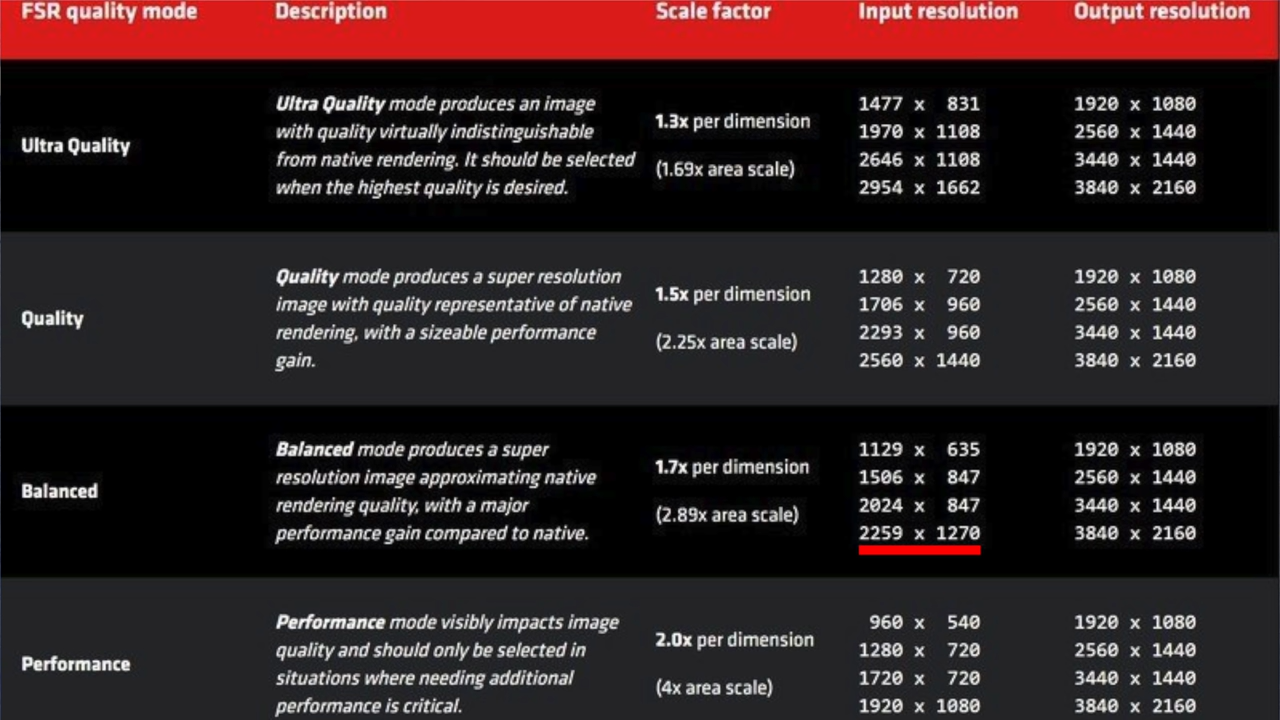 FSR quality mode Description Scale factor Input resolution Output resolution
Ultra Quality
Ultra Quality mode produces an image
with quality virtually indistinguishable
from native rendering. It should be selected
when the highest quality is desired.
1.3x per dimension
(1.69x area scale)
1477 x 831
1970 x 1108
2646 x 1108
2954 x 1662
1920 x 1080
2560 x 1440
3440 x 1440
3840 x 2160
Quality
Quality mode produces a super resolution
image with quality representative of native
rendering, with a sizeable performance
gain.
1.5x per dimension
(2.25x area scale)
1280 x 720
1706 x 960
2293 x 960
2560 x 1440
1920 x 1080
2560 x 1440
3440 x 1440
3840 x 2160
Balanced
Balanced mode produces a super
resolution image approximating native
rendering quality, with a major
performance gain compared to native.
1.7x per dimension
(2.89x area scale)
1129 x 635
1506 x 847
2024 x 847
2259 x 1270
1920 x 1080
2560 x 1440
3440 x 1440
3840 x 2160
Performance
Performance mode visibly impacts image
quality and should only be selected in
situations where needing additional
performance is critical.
2.0x per dimension
(4x area scale)
960 x 540
1280 x 720
1720 x 720
1920 x 1080
1920 x 1080
2560 x 1440
3440 x 1440
3840 x 2160